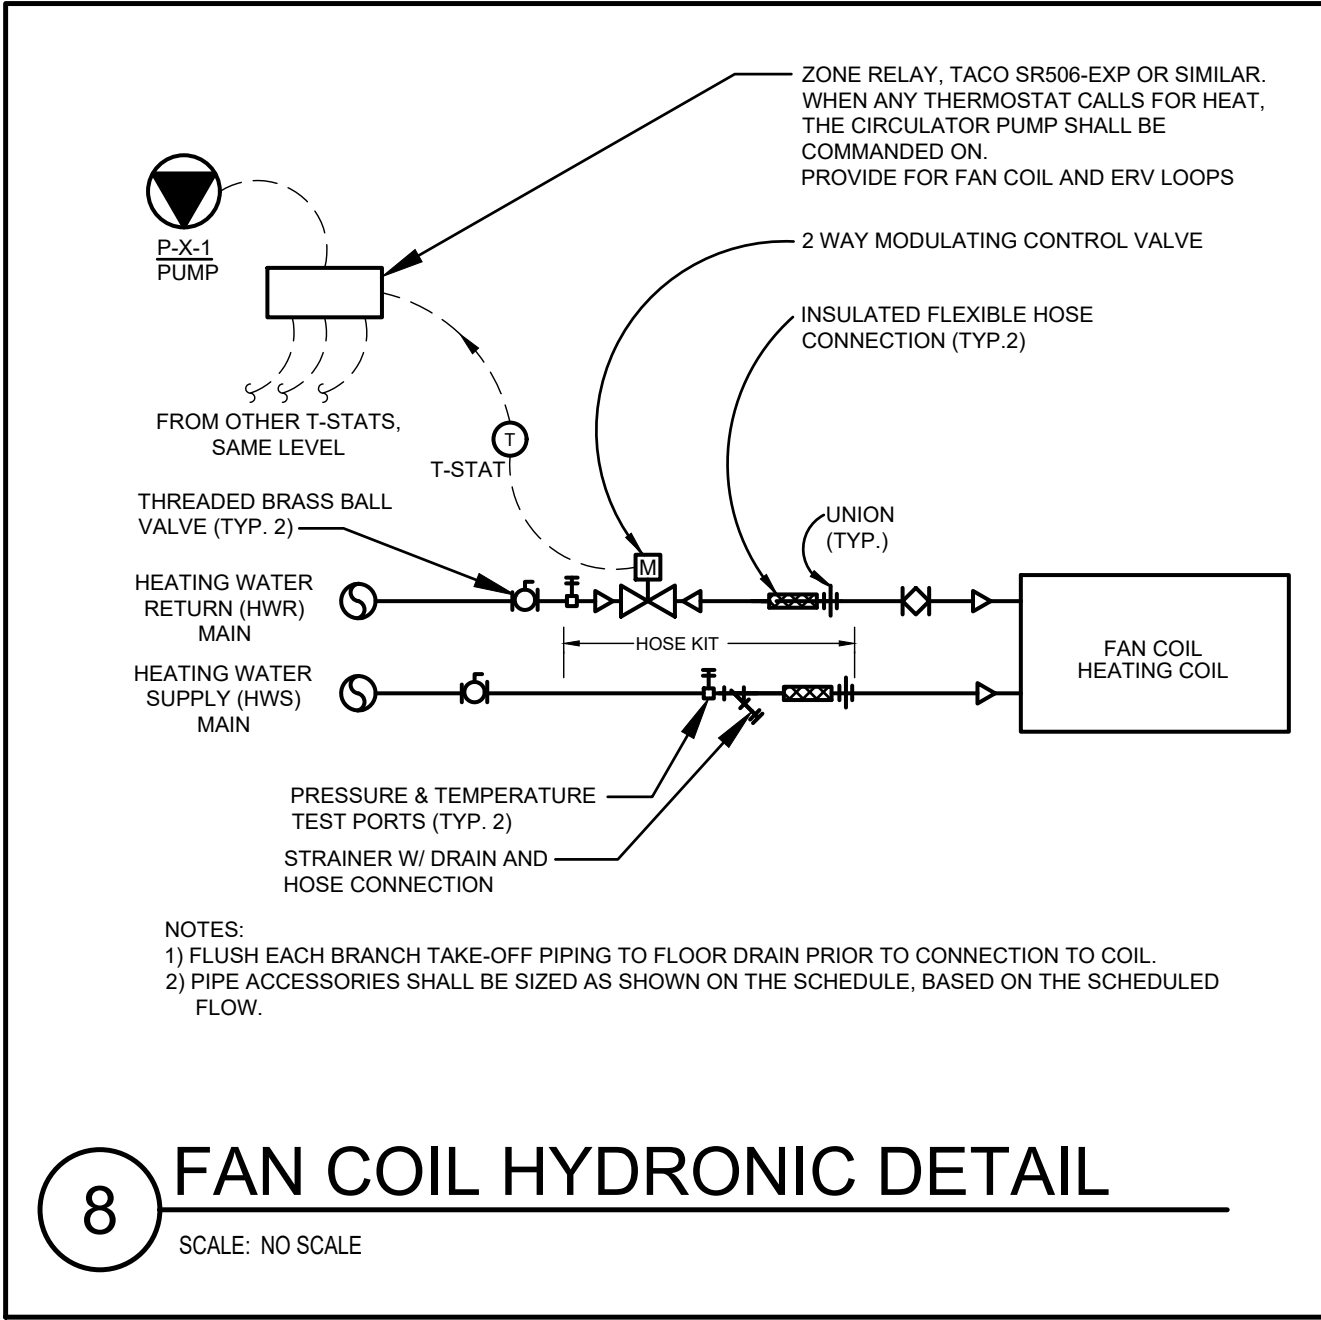 ZONE RELAY, TACO SR506-EXP OR SIMILAR.
WHEN ANY THERMOSTAT CALLS FOR HEAT,
THE CIRCULATOR PUMP SHALL BE
COMMANDED ON.
PROVIDE FOR FAN COIL AND ERV LOOPS
P-X-1
PUMP
2 WAY MODULATING CONTROL VALVE
INSULATED FLEXIBLE HOSE
CONNECTION (TYP.2)
FROM OTHER T-STATS,
SAME LEVEL
T
T-STAT
THREADED BRASS BALL
VALVE (TYP. 2)
UNION
(TYP.)
M
HEATING WATER
RETURN (HWR)
MAIN
HOSE KIT
FAN COIL
HEATING COIL
HEATING WATER
SUPPLY (HWS)
MAIN
PRESSURE & TEMPERATURE
TEST PORTS (TYP. 2)
STRAINER W/ DRAIN AND
HOSE CONNECTION
NOTES:
1) FLUSH EACH BRANCH TAKE-OFF PIPING TO FLOOR DRAIN PRIOR TO CONNECTION TO COIL.
2) PIPE ACCESSORIES SHALL BE SIZED AS SHOWN ON THE SCHEDULE, BASED ON THE SCHEDULED
FLOW.
8
FAN COIL HYDRONIC DETAIL
SCALE: NO SCALE